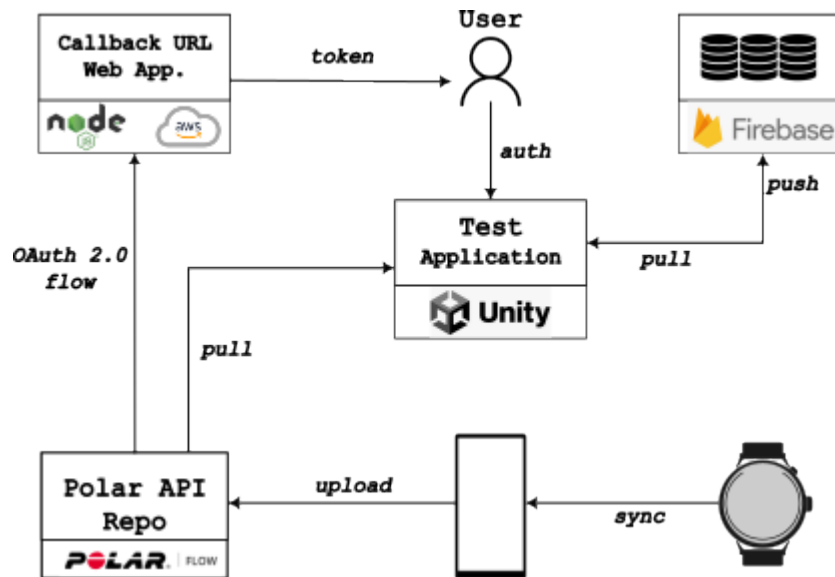 User
Callback URL
Web App.
token
node
JS
aws
Firebase
auth
push
Test
Application
pull
Unity
OAuth 2.0
flow
pull
Polar API
Repo
upload
sync
POLAR. | FLOW